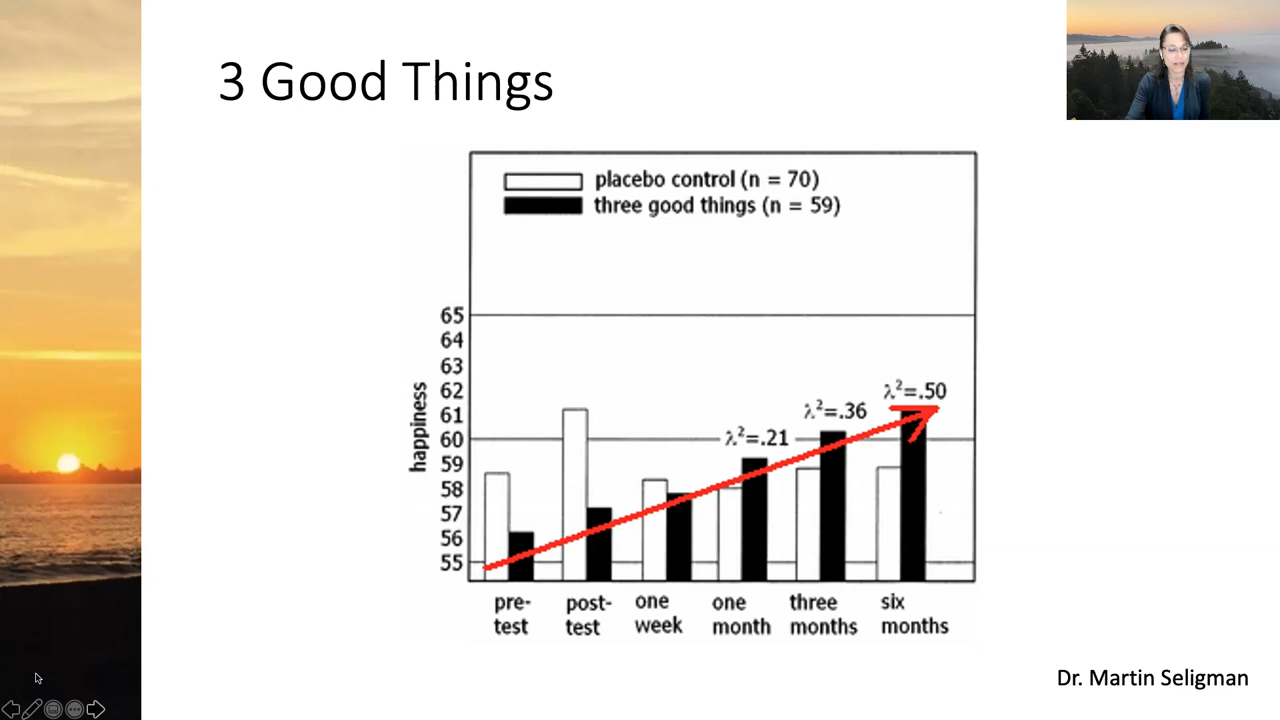 3 Good Things
placebo control (n = 70)
three good things (n = 59)
happiness
65
64
63
62
61
60
59
58
57
56
55
λ²=.21
λ²=.36
λ²=.50
pre-
test
post-
test
one
week
one
month
three
months
six
months
Dr. Martin Seligman